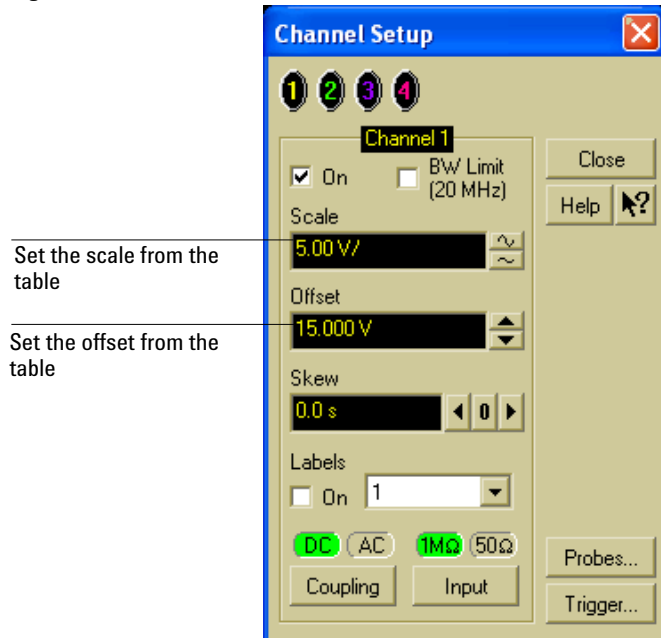 Channel Setup
1 2 3 4
Channel 1
On
BW Limit
(20 MHz)
Close
Help
?
Scale
5.00 V/
Set the scale from the
table
Offset
15.000 V
Set the offset from the
table
Skew
0.0 s
0
Labels
On
1
DC AC 1MΩ 50Ω
Coupling Input
Probes...
Trigger...